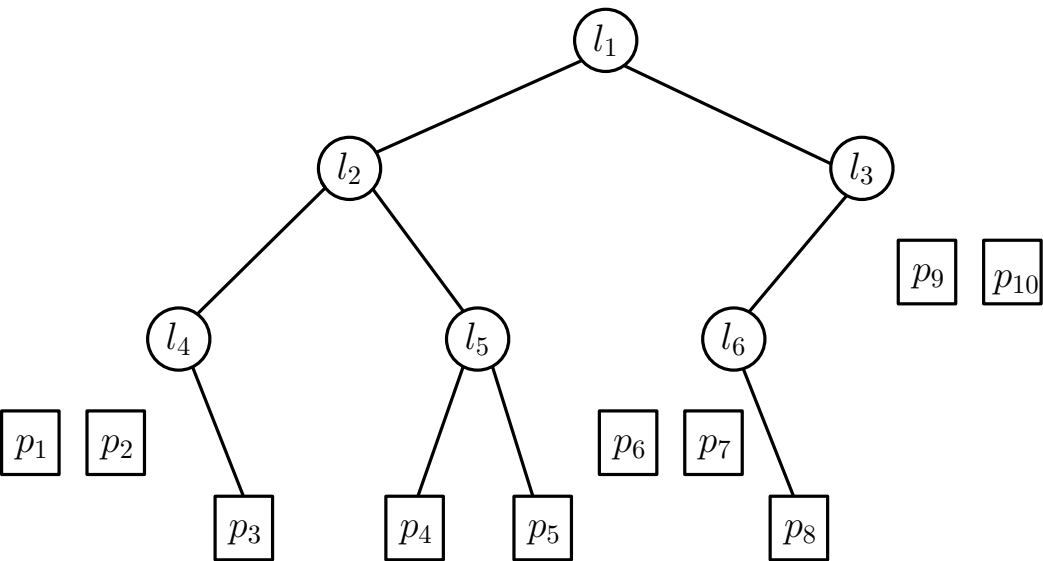 l₁
l₂ l₃
p₉ p₁₀
l₄ l₅ l₆
p₁ p₂ p₆ p₇
p₃ p₄ p₅ p₈